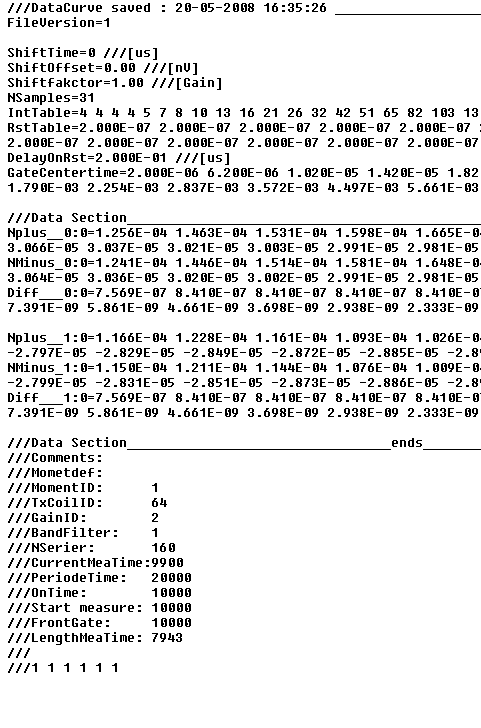 ///DataCurve saved : 20-05-2008 16:35:26 ____________________
FileVersion=1
ShiftTime=0 ///[us]
ShiftOffset=0.00 ///[nV]
Shiftfakctor=1.00 ///[Gain]
NSamples=31
IntTable=4 4 4 4 5 7 8 10 13 16 21 26 32 42 51 65 82 103 13
RstTable=2.000E-07 2.000E-07 2.000E-07 2.000E-07 2.000E-07
2.000E-07 2.000E-07 2.000E-07 2.000E-07 2.000E-07 2.000E-07
DelayOnRst=2.000E-01 ///[us]
GateCentertime=2.000E-06 6.200E-06 1.020E-05 1.420E-05 1.82
1.790E-03 2.254E-03 2.837E-03 3.572E-03 4.497E-03 5.661E-03
///Data Section____________________________________________
Nplus__0:0=1.256E-04 1.463E-04 1.531E-04 1.598E-04 1.665E-0
3.066E-05 3.037E-05 3.021E-05 3.003E-05 2.991E-05 2.981E-05
NMinus_0:0=1.241E-04 1.446E-04 1.514E-04 1.581E-04 1.648E-0
3.064E-05 3.036E-05 3.020E-05 3.002E-05 2.991E-05 2.981E-05
Diff___0:0=7.569E-07 8.410E-07 8.410E-07 8.410E-07 8.410E-0
7.391E-09 5.861E-09 4.661E-09 3.698E-09 2.938E-09 2.333E-09
Nplus__1:0=1.166E-04 1.228E-04 1.161E-04 1.093E-04 1.026E-0
-2.797E-05 -2.829E-05 -2.849E-05 -2.872E-05 -2.885E-05 -2.8
NMinus_1:0=1.150E-04 1.211E-04 1.144E-04 1.076E-04 1.009E-0
-2.799E-05 -2.831E-05 -2.851E-05 -2.873E-05 -2.886E-05 -2.8
Diff___1:0=7.569E-07 8.410E-07 8.410E-07 8.410E-07 8.410E-0
7.391E-09 5.861E-09 4.661E-09 3.698E-09 2.938E-09 2.333E-09
///Data Section_________________________________ends_______
///Comments:
///Mometdef:
///MomentID: 1
///TxCoilID: 64
///GainID: 2
///BandFilter: 1
///NSerier: 160
///CurrentMeaTime:9900
///PeriodeTime: 20000
///OnTime: 10000
///Start measure: 10000
///FrontGate: 10000
///LengthMeaTime: 7943
///
///1 1 1 1 1 1